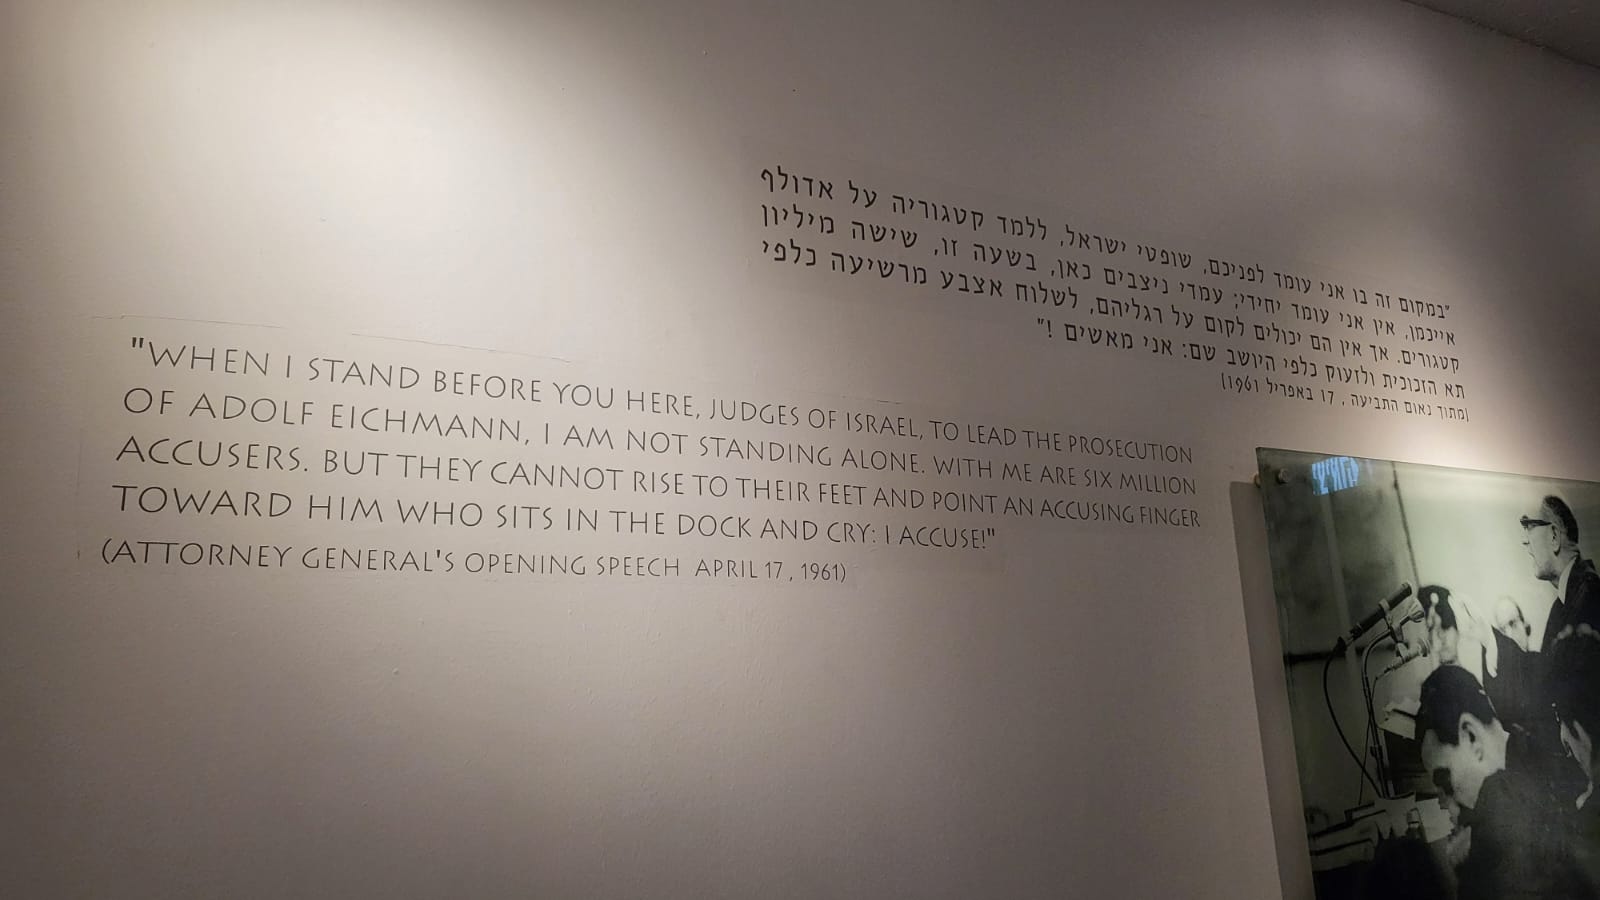 "במקום זה בו אני עומד לפניכם, שופטי ישראל, ללמד קטגוריה על אדולף
אייכמן, אין אני עומד יחידי; עמדי ניצבים כאן, בשעה זו, שישה מיליון
קטגורים. אך אין הם יכולים לקום על רגליהם, לשלוח אצבע מרשיעה כלפי
תא הזכוכית ולזעוק כלפי היושב שם: אני מאשים !"
(מתוך נאום התביעה , 17 באפריל 1961)
"WHEN I STAND BEFORE YOU HERE, JUDGES OF ISRAEL, TO LEAD THE PROSECUTION
OF ADOLF EICHMANN, I AM NOT STANDING ALONE. WITH ME ARE SIX MILLION
ACCUSERS. BUT THEY CANNOT RISE TO THEIR FEET AND POINT AN ACCUSING FINGER
TOWARD HIM WHO SITS IN THE DOCK AND CRY: I ACCUSE!"
(ATTORNEY GENERAL'S OPENING SPEECH APRIL 17 , 1961)